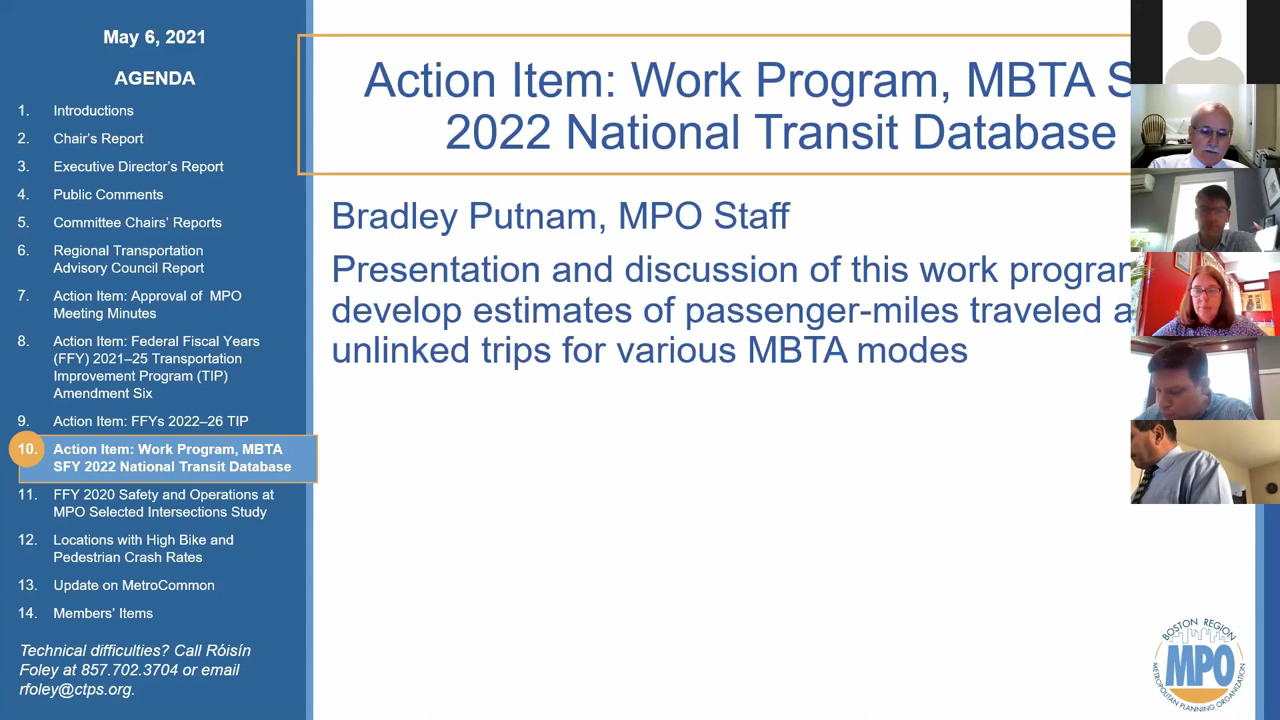 May 6, 2021
AGENDA
1. Introductions
2. Chair's Report
3. Executive Director's Report
4. Public Comments
5. Committee Chairs' Reports
6. Regional Transportation
Advisory Council Report
7. Action Item: Approval of MPO
Meeting Minutes
8. Action Item: Federal Fiscal Years
(FFY) 2021–25 Transportation
Improvement Program (TIP)
Amendment Six
9. Action Item: FFYs 2022–26 TIP
10. Action Item: Work Program, MBTA
SFY 2022 National Transit Database
11. FFY 2020 Safety and Operations at
MPO Selected Intersections Study
12. Locations with High Bike and
Pedestrian Crash Rates
13. Update on MetroCommon
14. Members' Items
Technical difficulties? Call Róisín
Foley at 857.702.3704 or email
rfoley@ctps.org.
Action Item: Work Program, MBTA S
2022 National Transit Database
Bradley Putnam, MPO Staff
Presentation and discussion of this work progra
develop estimates of passenger-miles traveled a
unlinked trips for various MBTA modes
BOSTON REGION
MPO
METROPOLITAN PLANNING ORGANIZATION